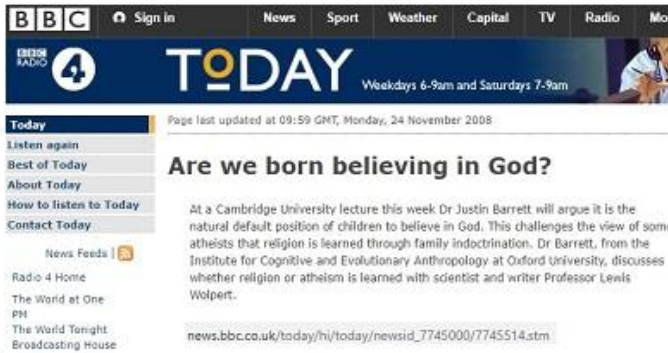 BBC Sign in News Sport Weather Capital TV Radio
BBC RADIO 4 TODAY Weekdays 6-9am and Saturdays 7-9am
Page last updated at 09:59 GMT, Monday, 24 November 2008
Today
Listen again
Best of Today
About Today
How to listen to Today
Contact Today
News Feeds |
Radio 4 Home
The World at One
PM
The World Tonight
Broadcasting House
Are we born believing in God?
At a Cambridge University lecture this week Dr Justin Barrett will argue it is the
natural default position of children to believe in God. This challenges the view of some
atheists that religion is learned through family indoctrination. Dr Barrett, from the
Institute for Cognitive and Evolutionary Anthropology at Oxford University, discusses
whether religion or atheism is learned with scientist and writer Professor Lewis
Wolpert.
news.bbc.co.uk/today/hi/today/newsid_7745000/7745514.stm